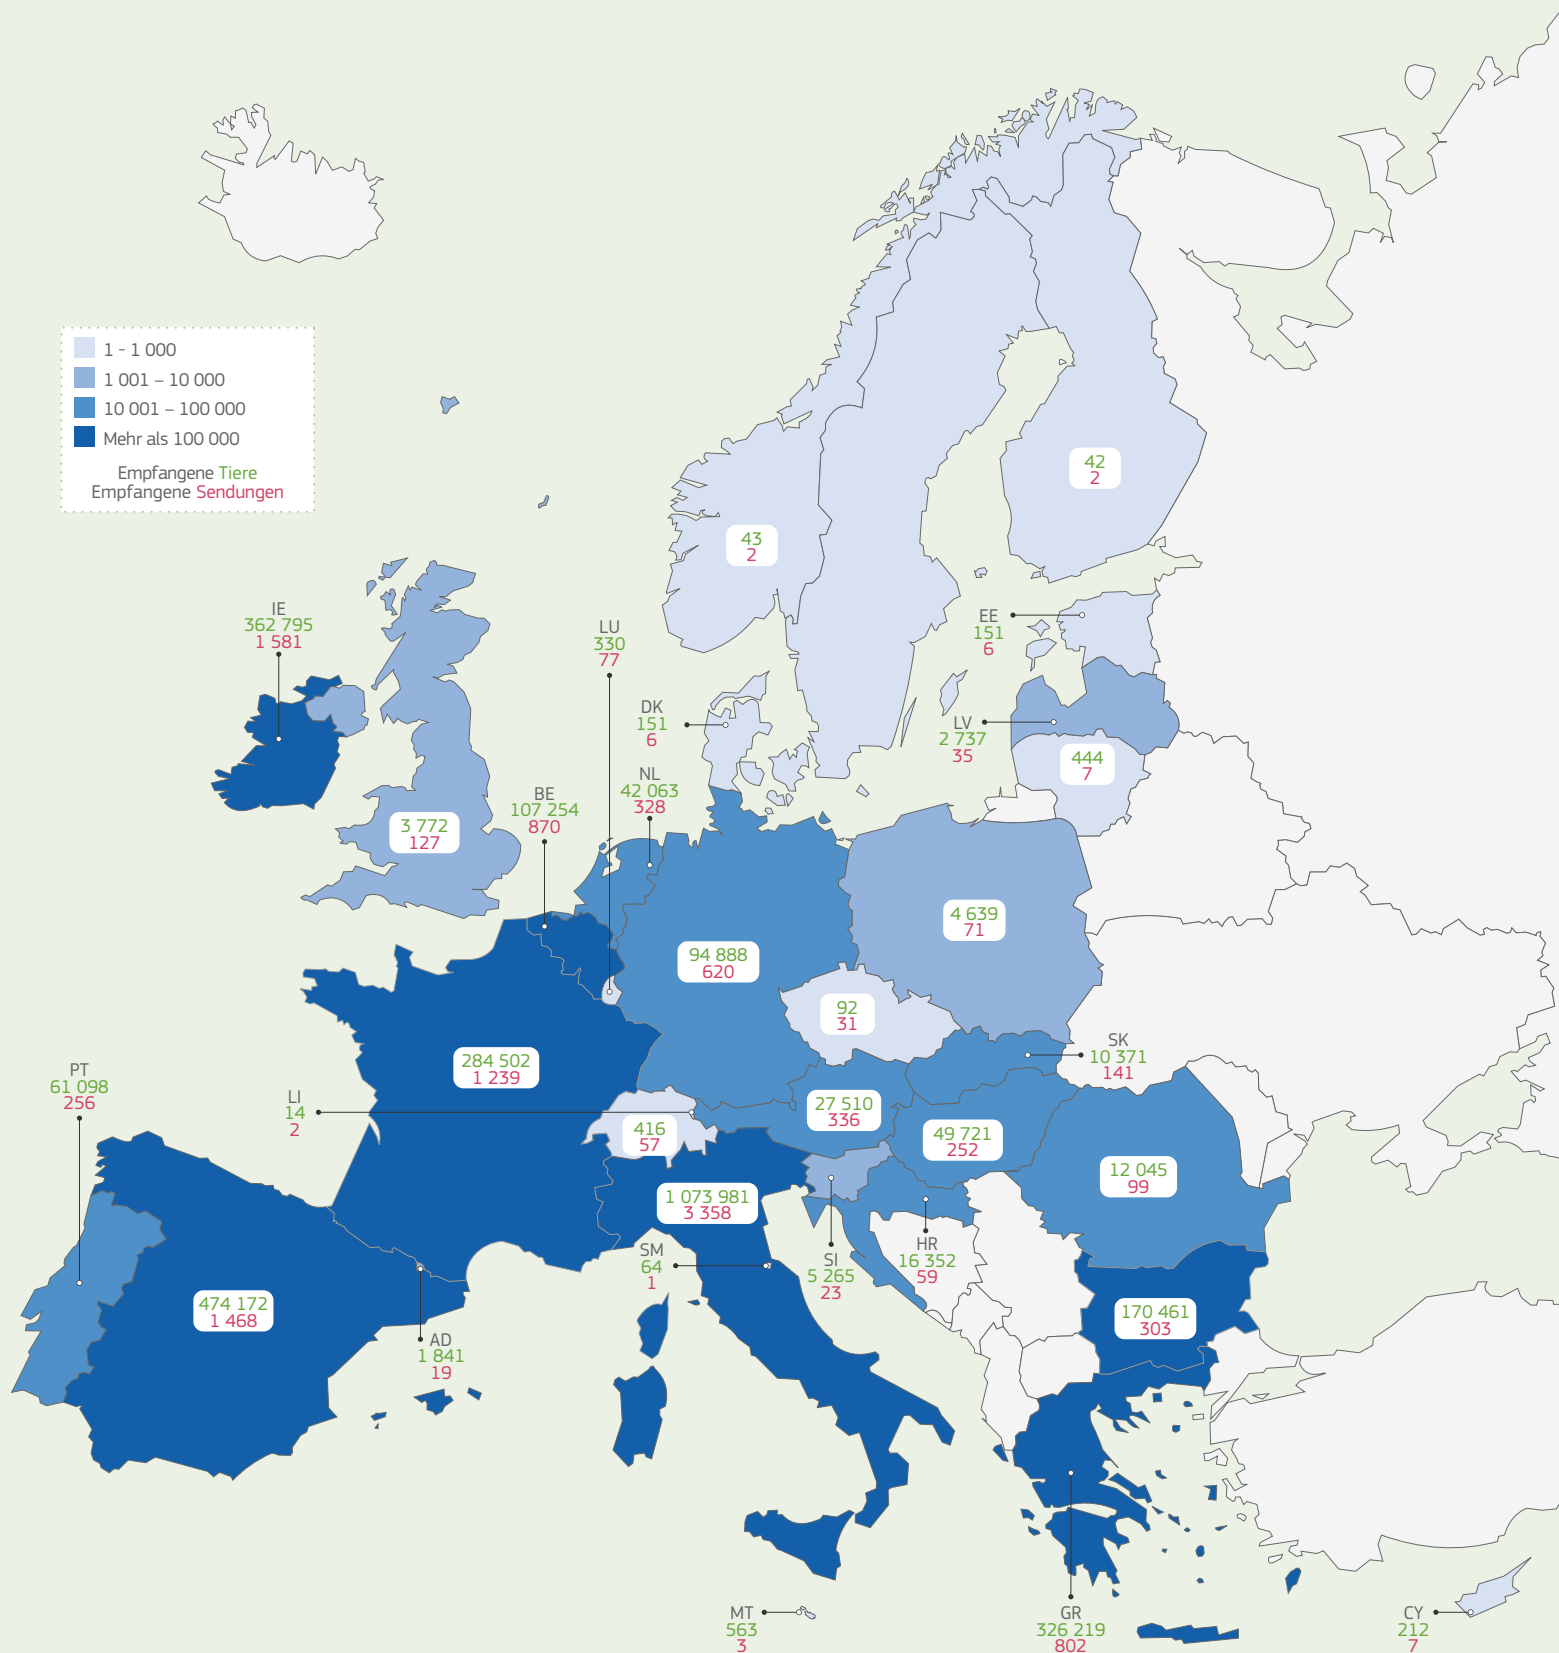 1 - 1 000
1 001 – 10 000
10 001 – 100 000
Mehr als 100 000
Empfangene Tiere
Empfangene Sendungen
42
2
43
2
IE
362 795
1 581
LU
330
77
EE
151
6
DK
151
6
LV
2 737
35
444
7
NL
42 063
328
BE
107 254
870
3 772
127
4 639
71
94 888
620
92
31
SK
10 371
141
284 502
1 239
PT
61 098
256
LI
14
2
27 510
336
416
57
49 721
252
12 045
99
1 073 981
3 358
SM
64
1
SI
5 265
23
HR
16 352
59
474 172
1 468
170 461
303
AD
1 841
19
MT
563
3
GR
326 219
802
CY
212
7